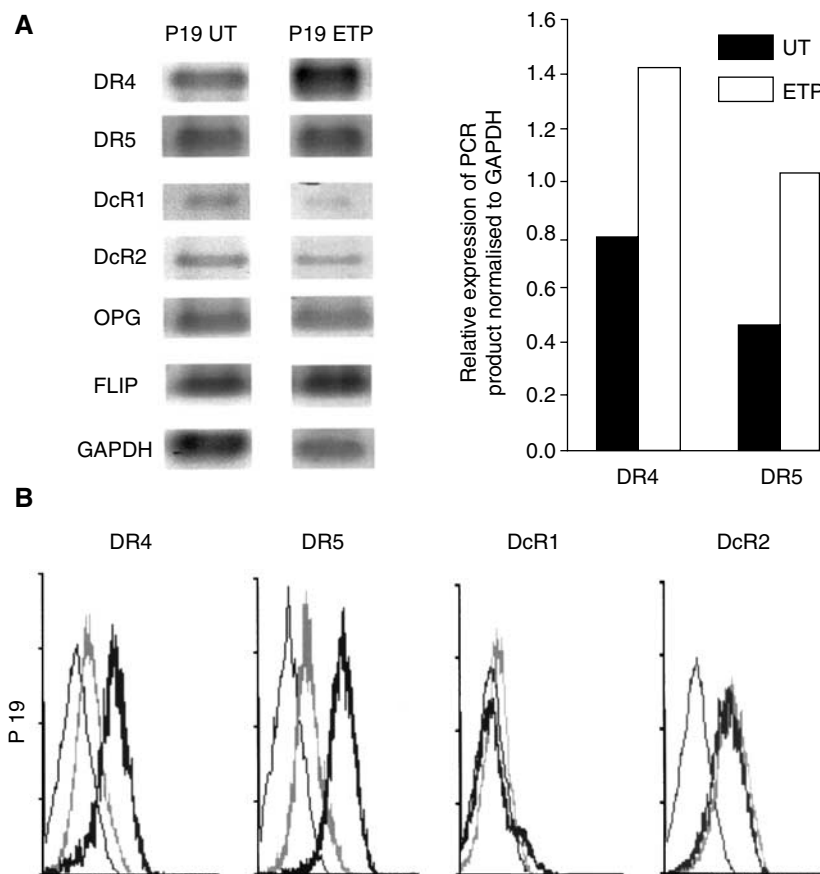 A
P19 UT P19 ETP
DR4
DR5
DcR1
DcR2
OPG
FLIP
GAPDH
Relative expression of PCR
product normalised to GAPDH
1.6
1.4
1.2
1.0
0.8
0.6
0.4
0.2
0.0
UT
ETP
DR4 DR5
B
DR4 DR5 DcR1 DcR2
P 19